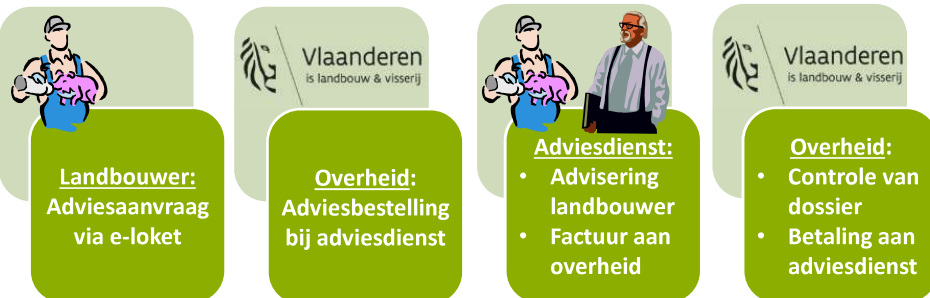 Landbouwer:
Adviesaanvraag
via e-loket
Vlaanderen
is landbouw & visserij
Overheid:
Adviesbestelling
bij adviesdienst
Adviesdienst:
• Advisering
landbouwer
• Factuur aan
overheid
Vlaanderen
is landbouw & visserij
Overheid:
• Controle van
dossier
• Betaling aan
adviesdienst